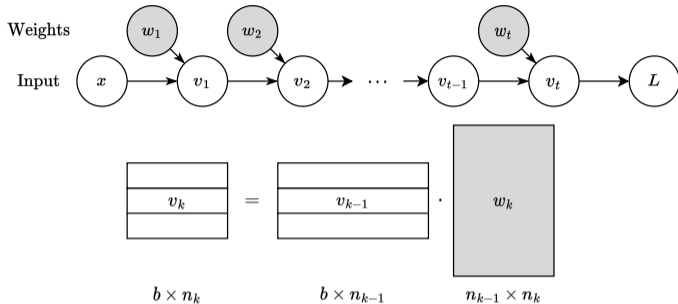 Weights w₁ w₂ wₜ
Input x v₁ v₂ ⋯ vₜ₋₁ vₜ L
vₖ = vₖ₋₁ · wₖ
b × nₖ b × nₖ₋₁ nₖ₋₁ × nₖ